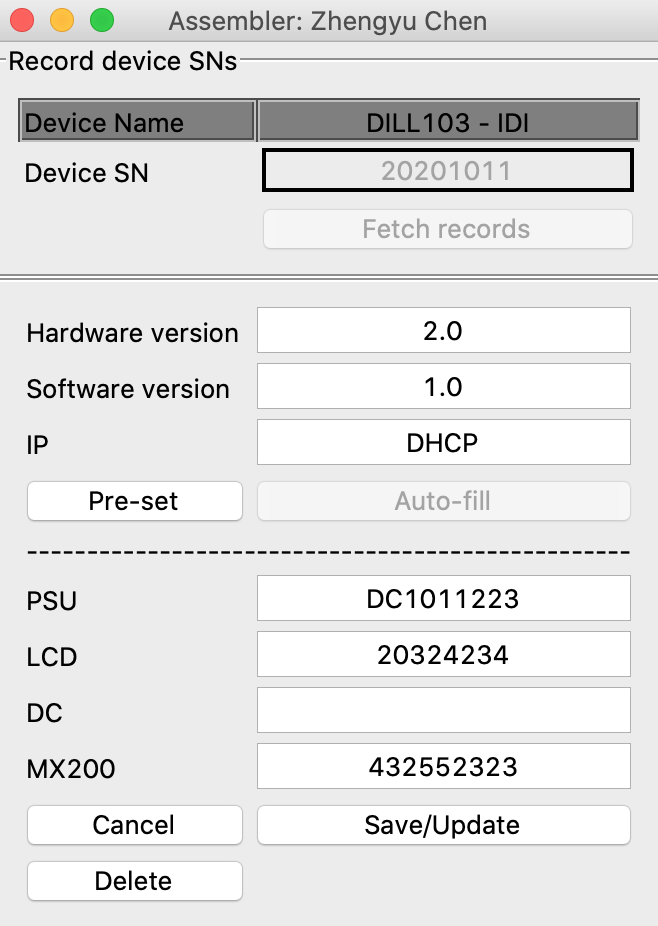 Assembler: Zhengyu Chen
Record device SNs
Device Name DILL103 - IDI
Device SN 20201011
Fetch records
Hardware version 2.0
Software version 1.0
IP DHCP
Pre-set Auto-fill
PSU DC1011223
LCD 20324234
DC
MX200 432552323
Cancel Save/Update
Delete